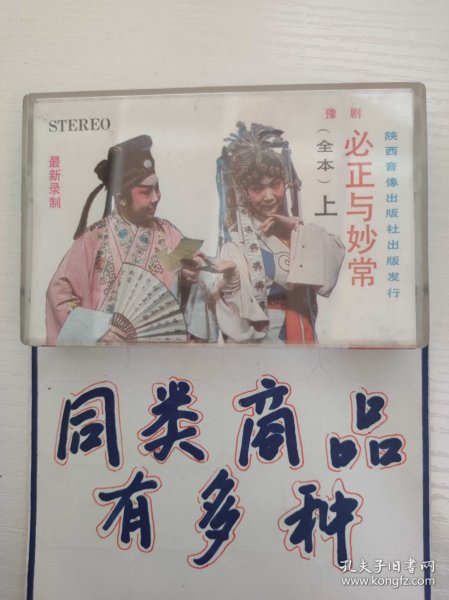 STEREO
最新录制
豫剧
必正与妙常
（全本）上
陕西音像出版社出版发行
同类商品
有多种
孔夫子旧书网
www.kongfz.com